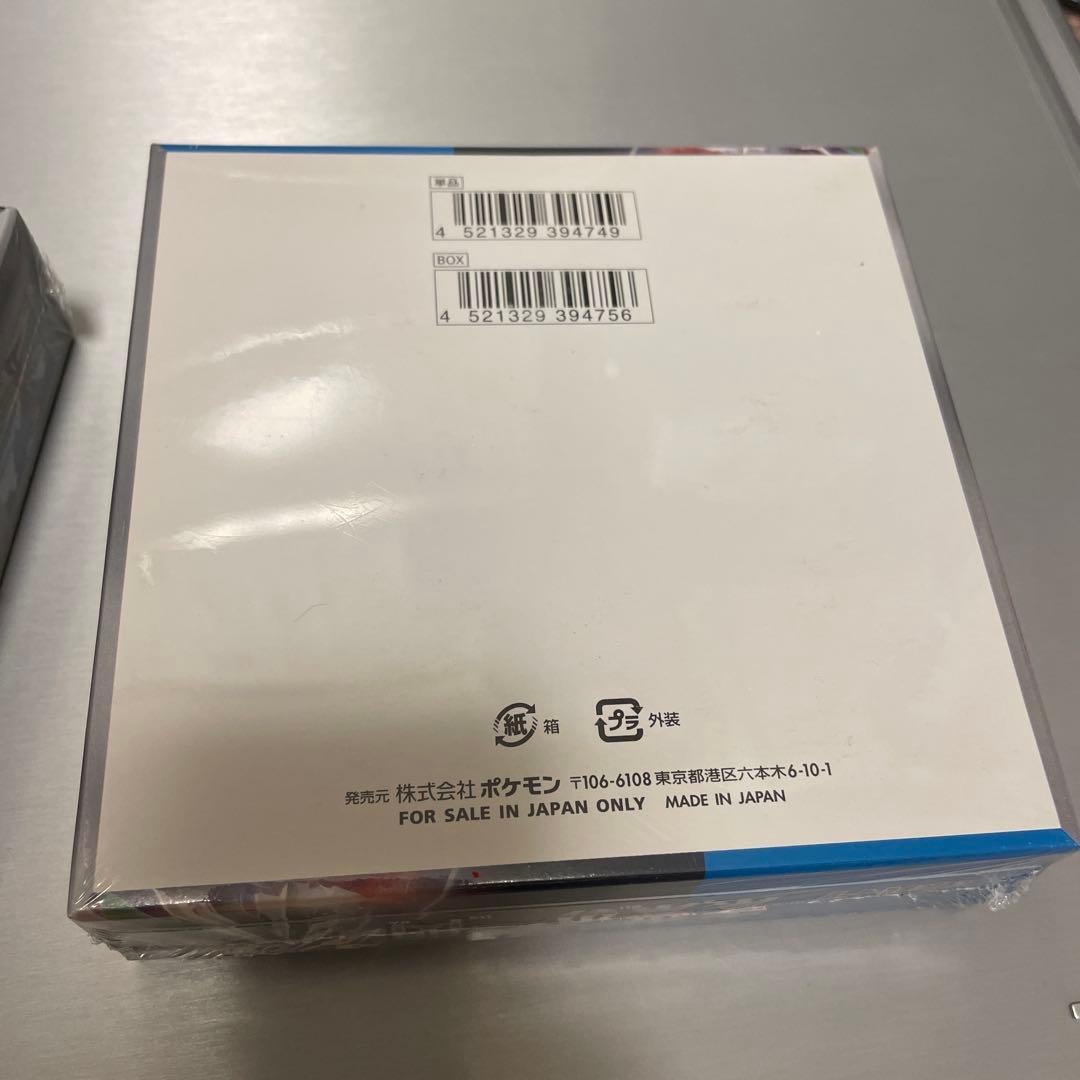 単品
4 521329 394749
BOX
4 521329 394756
紙 箱 プラ 外装
発売元 株式会社 ポケモン 〒106-6108 東京都港区六本木6-10-1
FOR SALE IN JAPAN ONLY MADE IN JAPAN